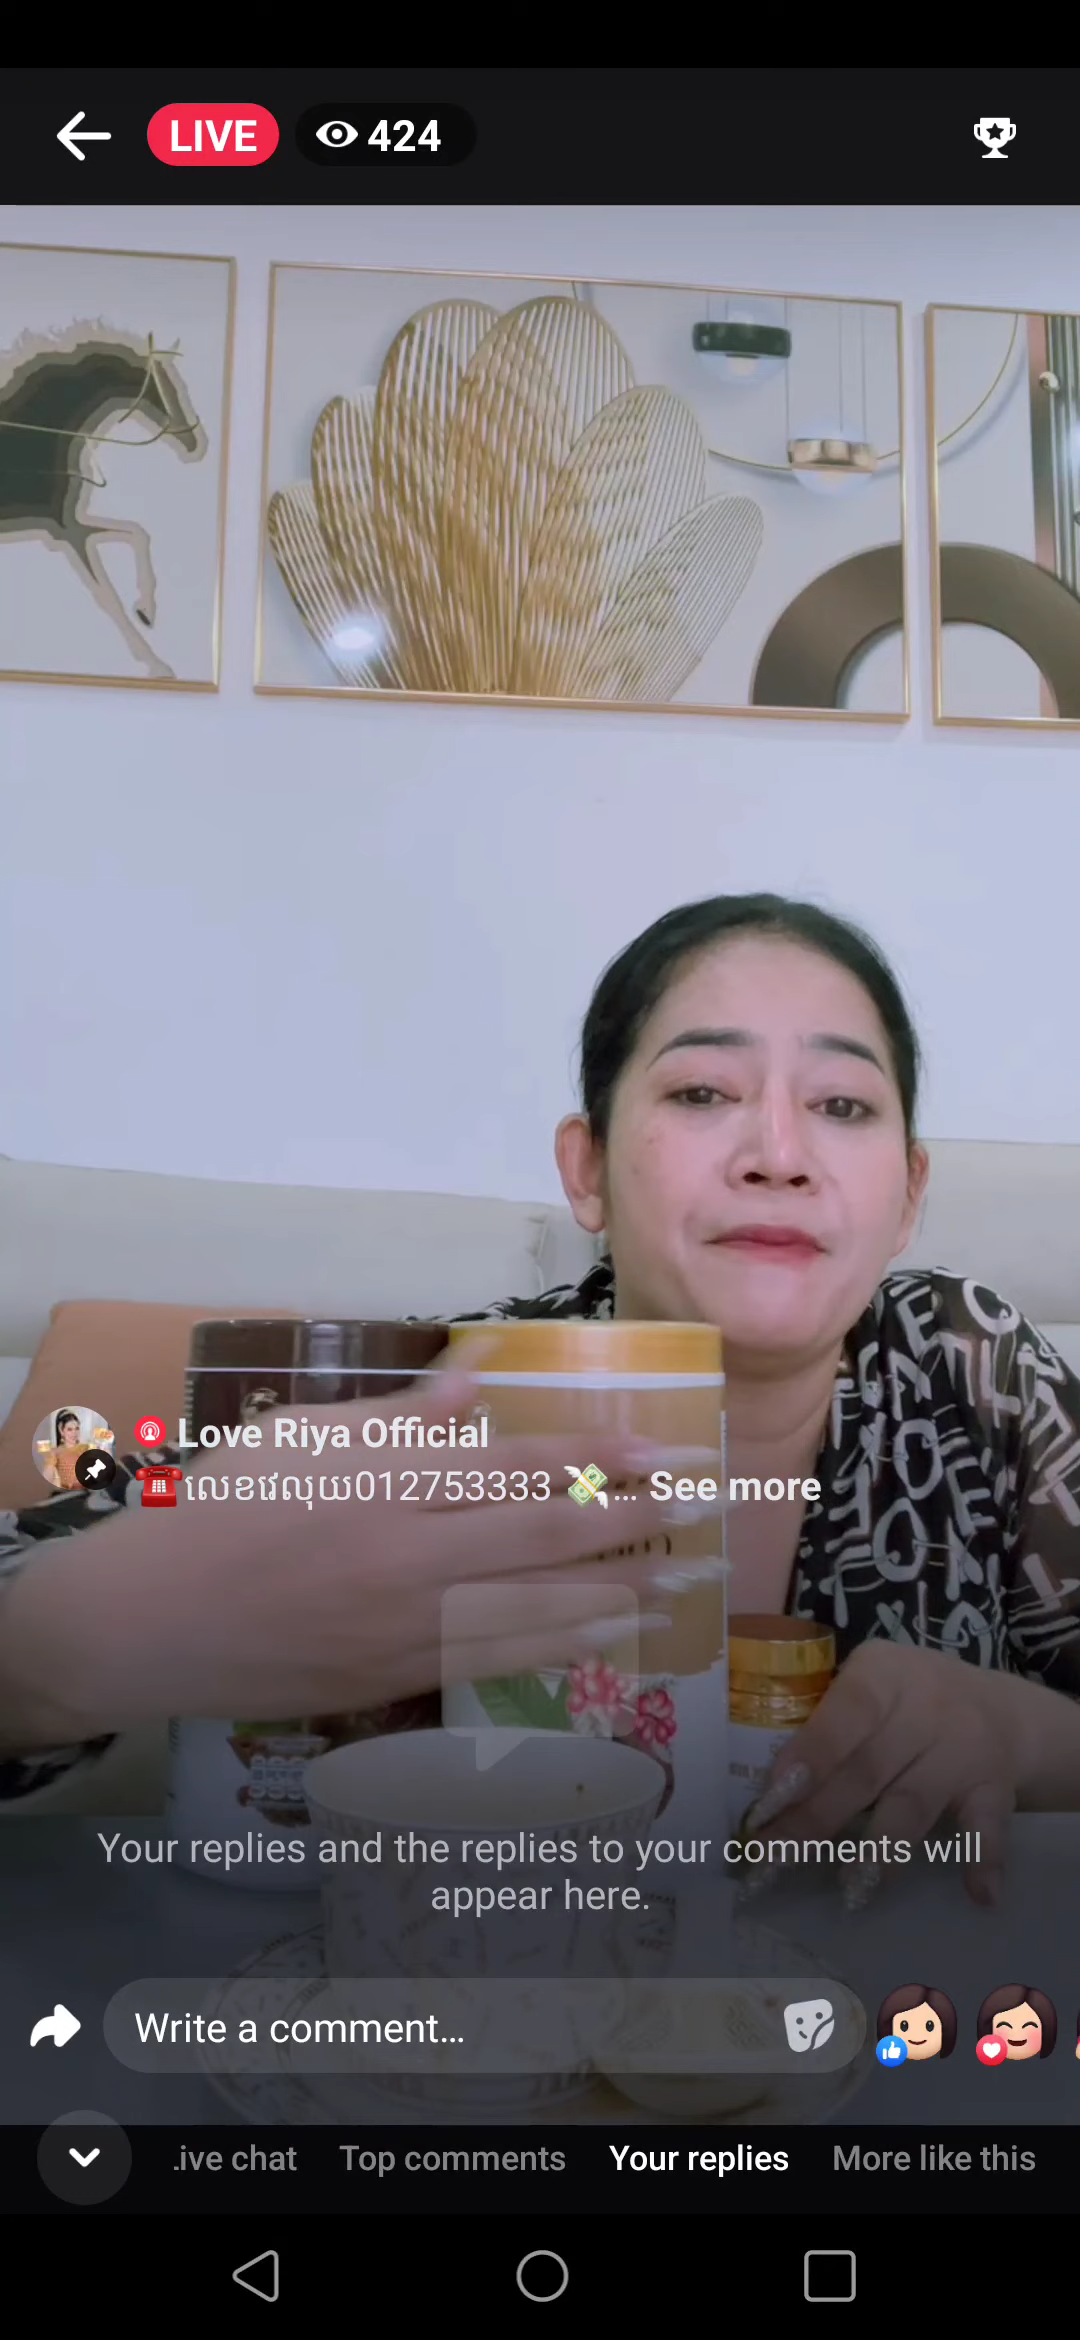 LIVE
424
Love Riya Official
☎️លេខវេលុយ012753333 💸... See more
Your replies and the replies to your comments will
appear here.
Write a comment...
.ive chat Top comments Your replies More like this